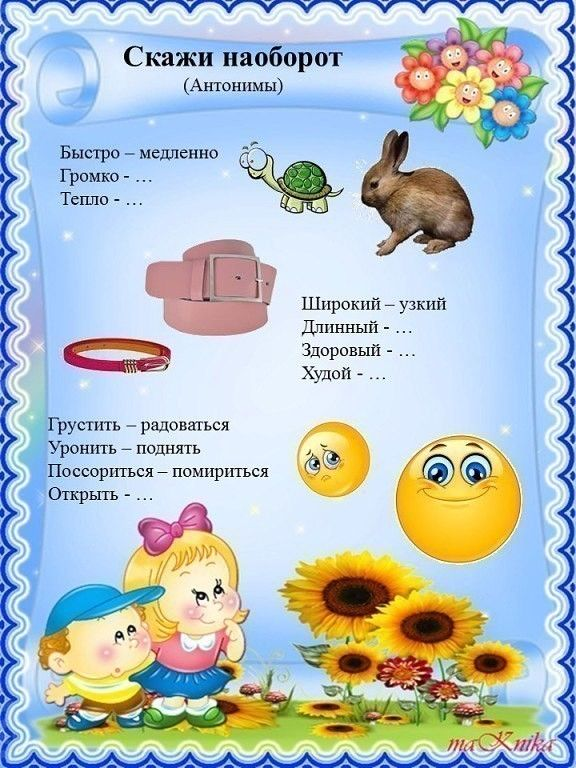 Скажи наоборот
(Антонимы)
Быстро – медленно
Громко - …
Тепло - …
Широкий – узкий
Длинный - …
Здоровый - …
Худой - …
Грустить – радоваться
Уронить – поднять
Поссориться – помириться
Открыть - …
maKnika